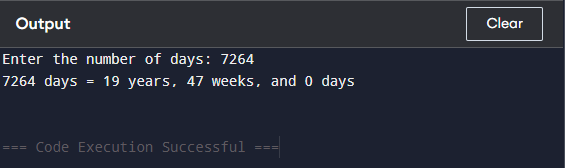 Output
Clear
Enter the number of days: 7264
7264 days = 19 years, 47 weeks, and 0 days
=== Code Execution Successful ===